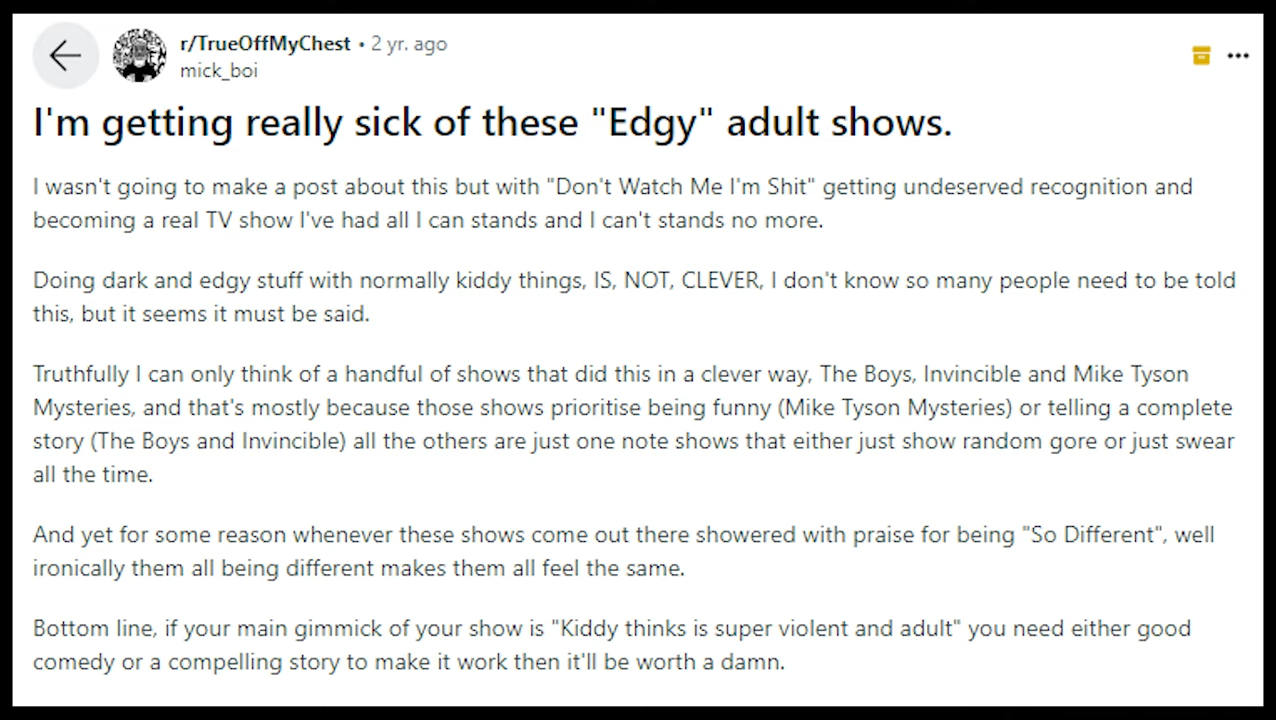 r/TrueOffMyChest • 2 yr. ago
mick_boi
I'm getting really sick of these "Edgy" adult shows.
I wasn't going to make a post about this but with "Don't Watch Me I'm Shit" getting undeserved recognition and
becoming a real TV show I've had all I can stands and I can't stands no more.
Doing dark and edgy stuff with normally kiddy things, IS, NOT, CLEVER, I don't know so many people need to be told
this, but it seems it must be said.
Truthfully I can only think of a handful of shows that did this in a clever way, The Boys, Invincible and Mike Tyson
Mysteries, and that's mostly because those shows prioritise being funny (Mike Tyson Mysteries) or telling a complete
story (The Boys and Invincible) all the others are just one note shows that either just show random gore or just swear
all the time.
And yet for some reason whenever these shows come out there showered with praise for being "So Different", well
ironically them all being different makes them all feel the same.
Bottom line, if your main gimmick of your show is "Kiddy thinks is super violent and adult" you need either good
comedy or a compelling story to make it work then it'll be worth a damn.